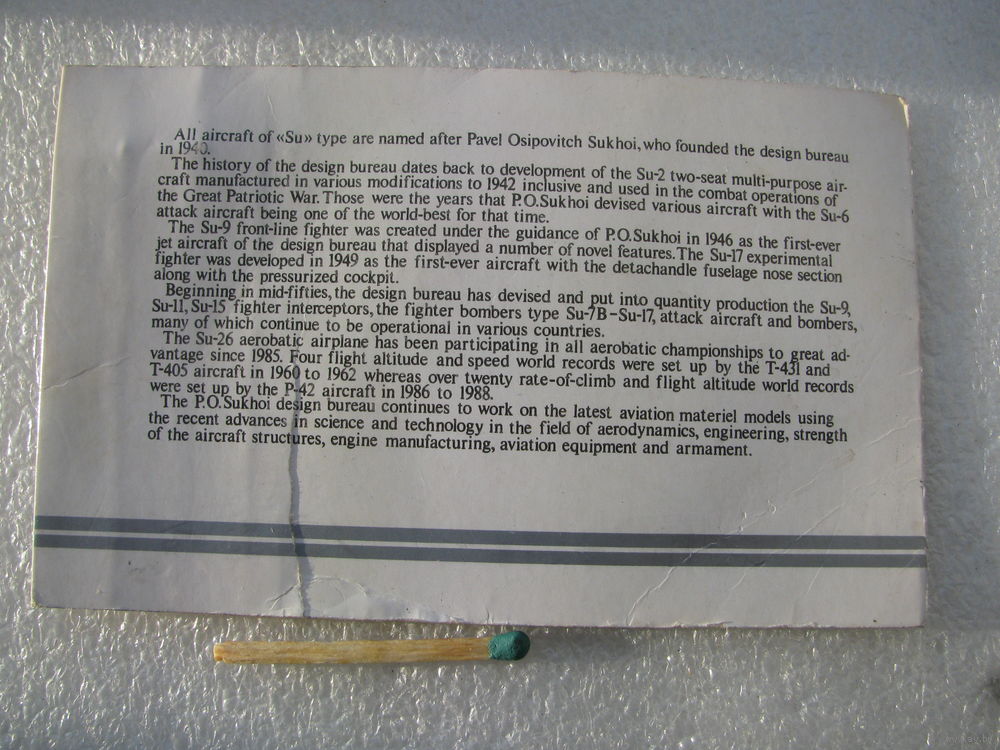 All aircraft of «Su» type are named after Pavel Osipovitch Sukhoi, who founded the design bureau
in 1940.
The history of the design bureau dates back to development of the Su-2 two-seat multi-purpose air-
craft manufactured in various modifications to 1942 inclusive and used in the combat operations of
the Great Patriotic War. Those were the years that P.O.Sukhoi devised various aircraft with the Su-6
attack aircraft being one of the world-best for that time.
The Su-9 front-line fighter was created under the guidance of P.O.Sukhoi in 1946 as the first-ever
jet aircraft of the design bureau that displayed a number of novel features. The Su-17 experimental
fighter was developed in 1949 as the first-ever aircraft with the detachandle fuselage nose section
along with the pressurized cockpit.
Beginning in mid-fifties, the design bureau has devised and put into quantity production the Su-9,
Su-11, Su-15 fighter interceptors, the fighter bombers type Su-7B–Su-17, attack aircraft and bombers,
many of which continue to be operational in various countries.
The Su-26 aerobatic airplane has been participating in all aerobatic championships to great ad-
vantage since 1985. Four flight altitude and speed world records were set up by the T-431 and
T-405 aircraft in 1960 to 1962 whereas over twenty rate-of-climb and flight altitude world records
were set up by the P-42 aircraft in 1986 to 1988.
The P.O.Sukhoi design bureau continues to work on the latest aviation materiel models using
the recent advances in science and technology in the field of aerodynamics, engineering, strength
of the aircraft structures, engine manufacturing, aviation equipment and armament.